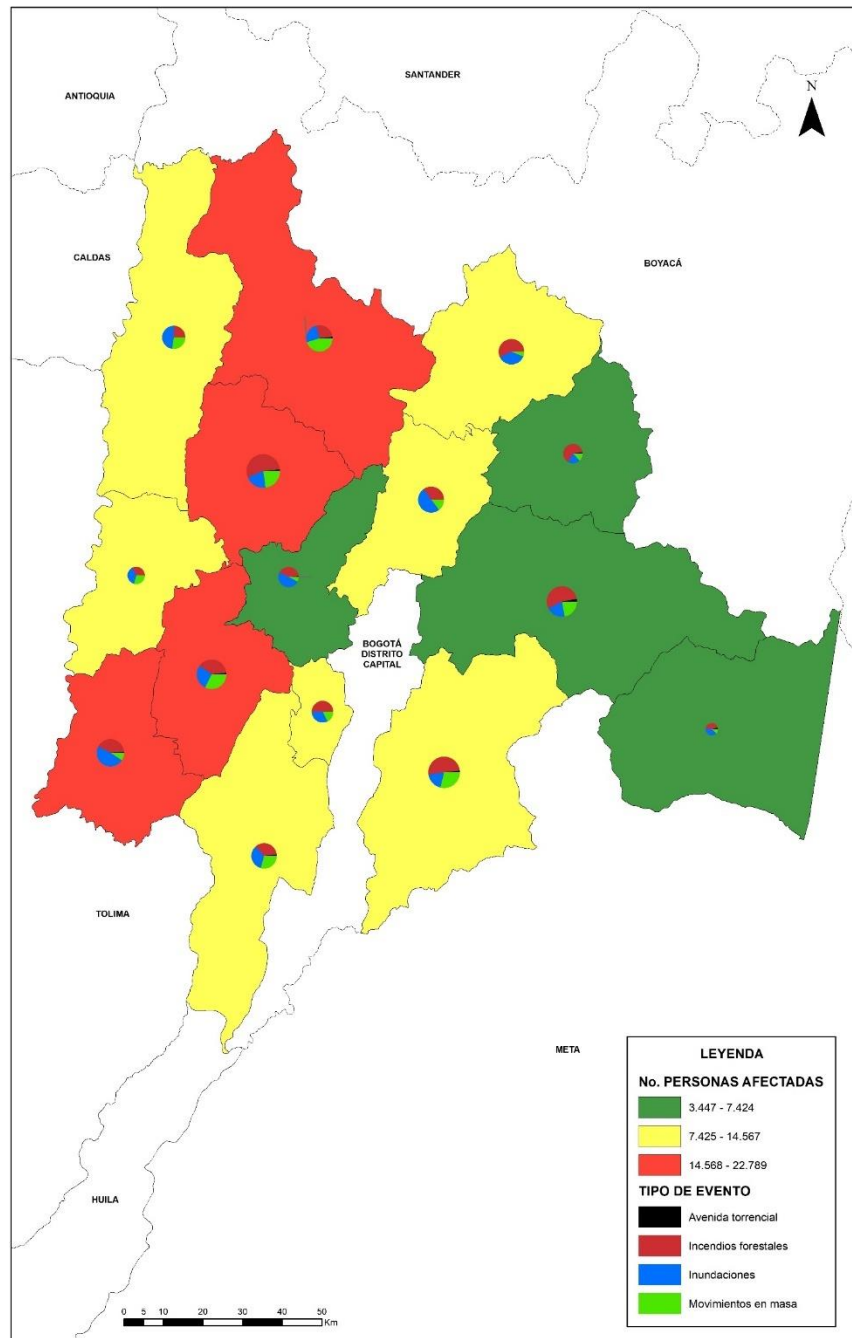 SANTANDER
ANTIOQUIA
N
CALDAS
BOYACÁ
BOGOTÁ
DISTRITO
CAPITAL
TOLIMA
META
HUILA
LEYENDA
No. PERSONAS AFECTADAS
3.447 - 7.424
7.425 - 14.567
14.568 - 22.789
TIPO DE EVENTO
Avenida torrencial
Incendios forestales
Inundaciones
Movimientos en masa
0 5 10 20 30 40 50
Km